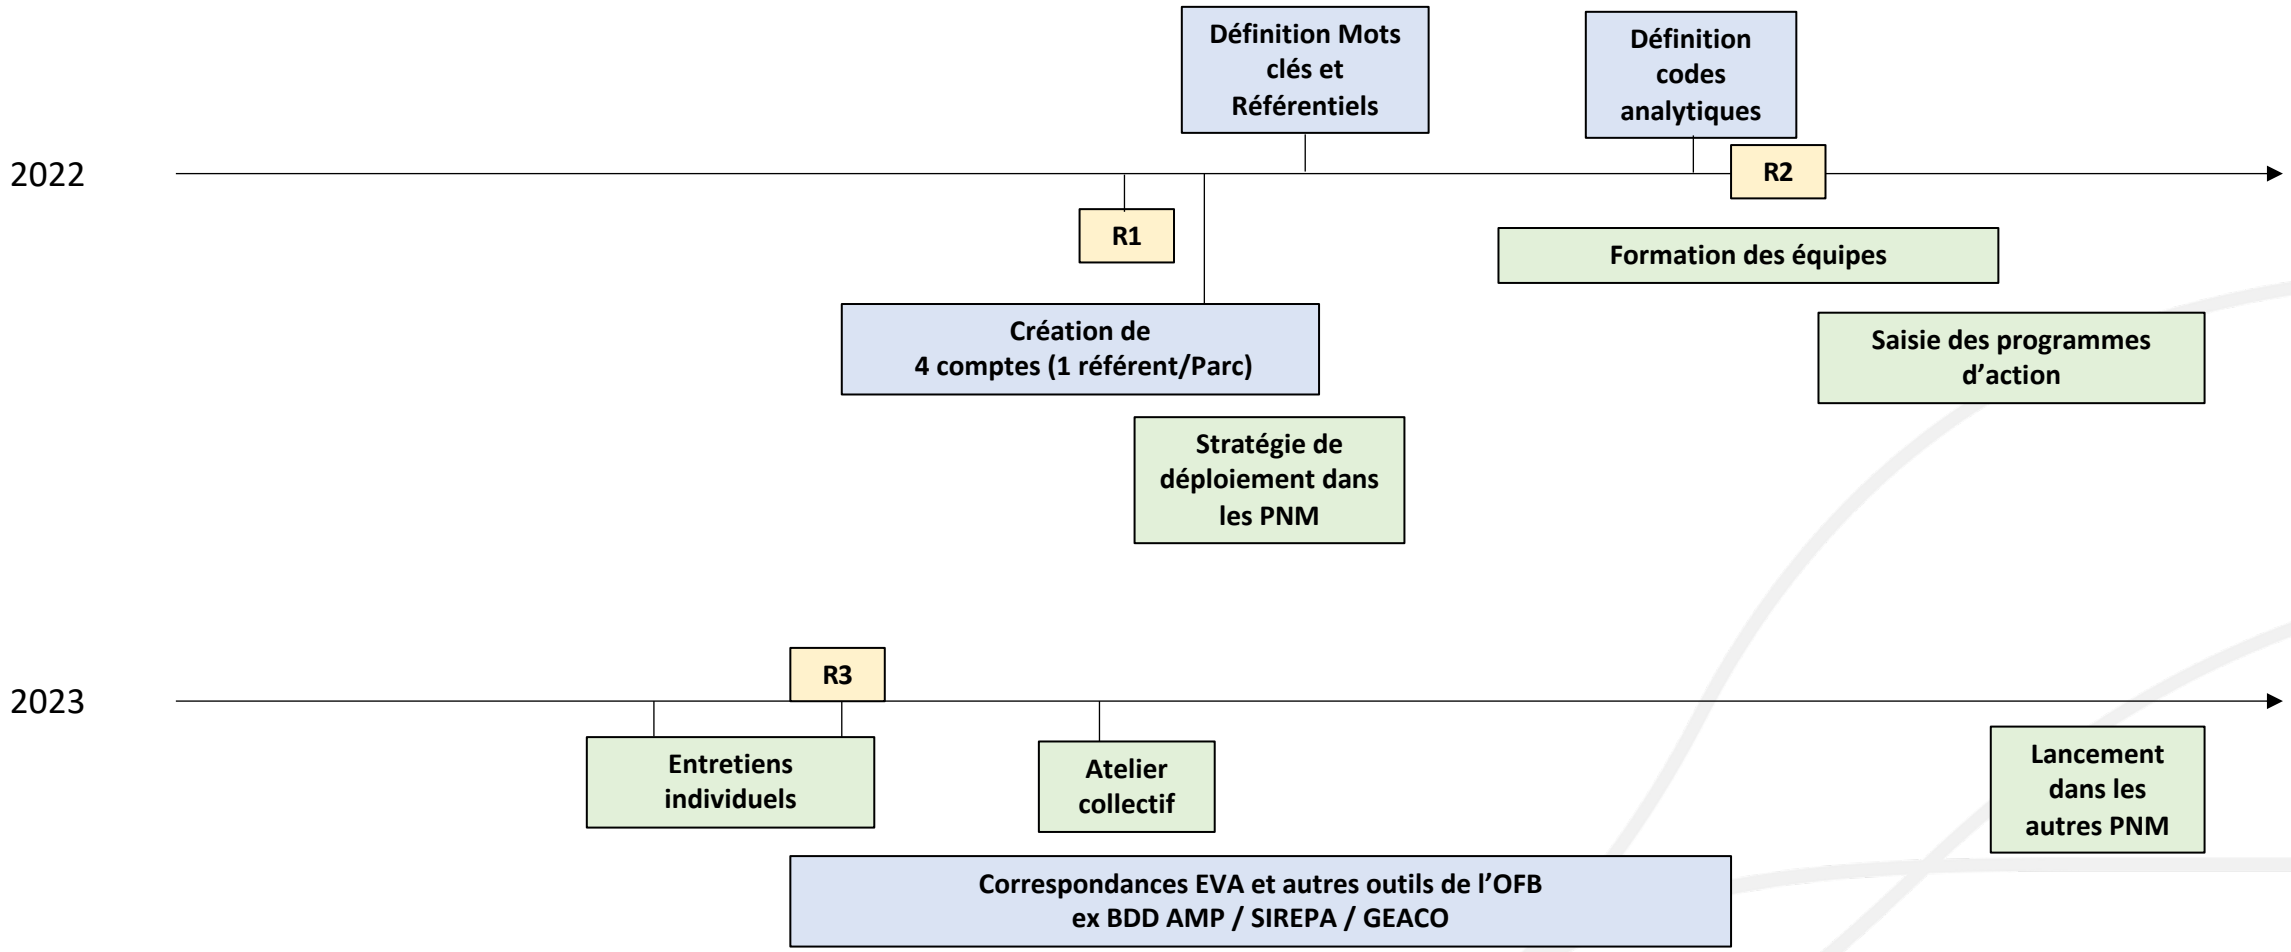 Définition Mots
clés et
Référentiels
Définition
codes
analytiques
2022
R2
R1
Formation des équipes
Création de
4 comptes (1 référent/Parc)
Saisie des programmes
d’action
Stratégie de
déploiement dans
les PNM
R3
2023
Entretiens
individuels
Atelier
collectif
Lancement
dans les
autres PNM
Correspondances EVA et autres outils de l’OFB
ex BDD AMP / SIREPA / GEACO